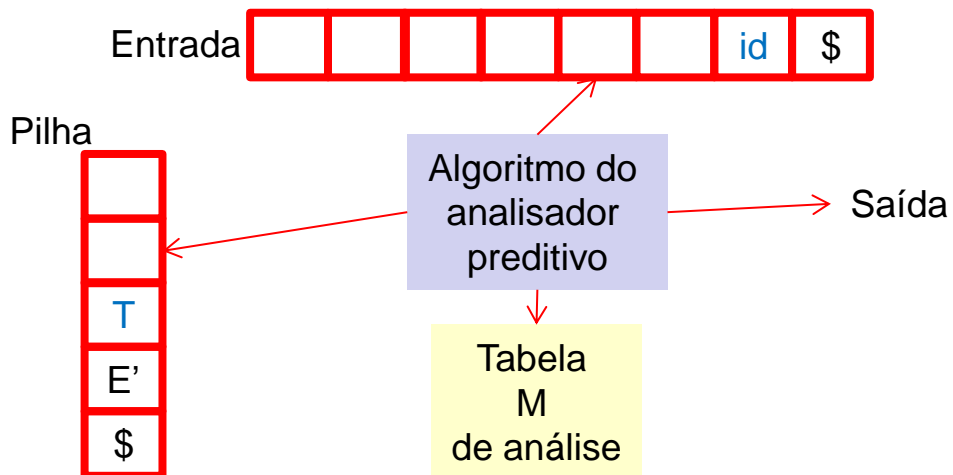 Entrada
id $
Pilha
Algoritmo do
analisador
preditivo
Saída
T
E’
$
Tabela
M
de análise